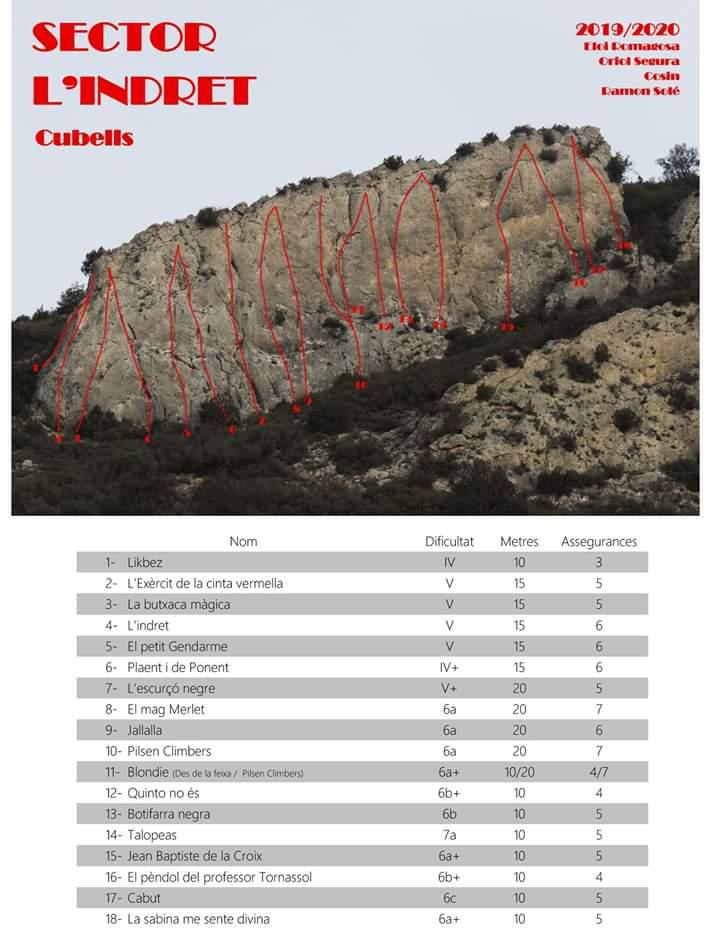 SECTOR
L'INDRET
Cubells
2019/2020
Eloi Romagosa
Oriol Segura
Cosin
Ramon Solé
1
2
3
4
5
6
7
8
9
10
11
12
13
14
15
16
17
18
Nom Dificultat Metres Assegurances
1- Likbez IV 10 3
2- L'Exèrcit de la cinta vermella V 15 5
3- La butxaca màgica V 15 5
4- L'indret V 15 6
5- El petit Gendarme V 15 6
6- Plaent i de Ponent IV+ 15 6
7- L'escurçó negre V+ 20 5
8- El mag Merlet 6a 20 7
9- Jallalla 6a 20 6
10- Pilsen Climbers 6a 20 7
11- Blondie (Des de la feixa / Pilsen Climbers) 6a+ 10/20 4/7
12- Quinto no és 6b+ 10 4
13- Botifarra negra 6b 10 5
14- Talopeas 7a 10 5
15- Jean Baptiste de la Croix 6a+ 10 5
16- El pèndol del professor Tornassol 6b+ 10 4
17- Cabut 6c 10 5
18- La sabina me sente divina 6a+ 10 5